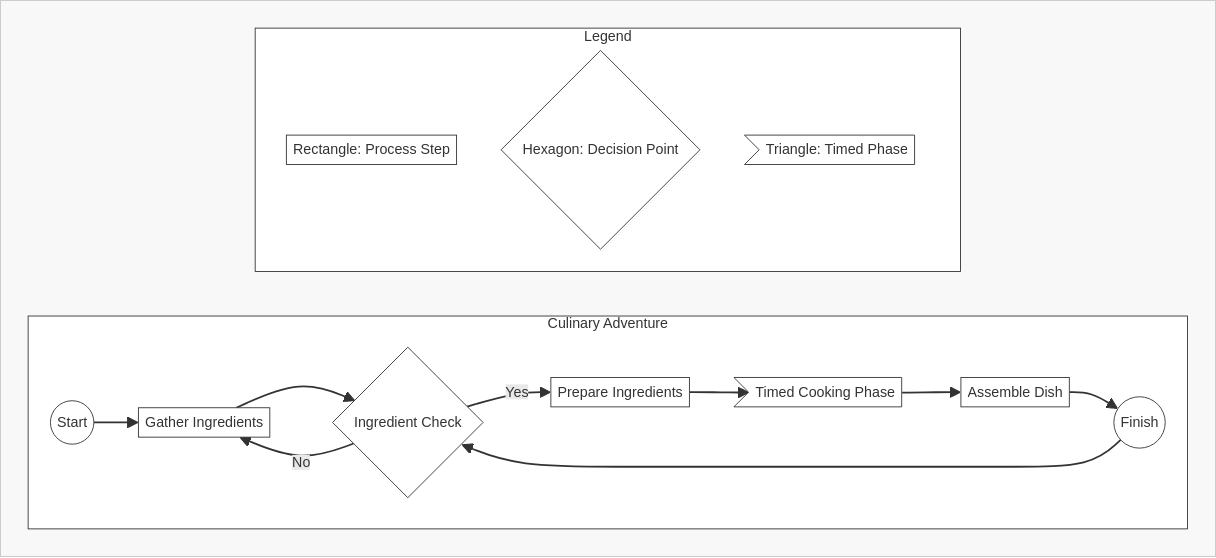 Legend
Rectangle: Process Step
Hexagon: Decision Point
Triangle: Timed Phase
Culinary Adventure
Start
Gather Ingredients
No
Ingredient Check
Yes
Prepare Ingredients
Timed Cooking Phase
Assemble Dish
Finish